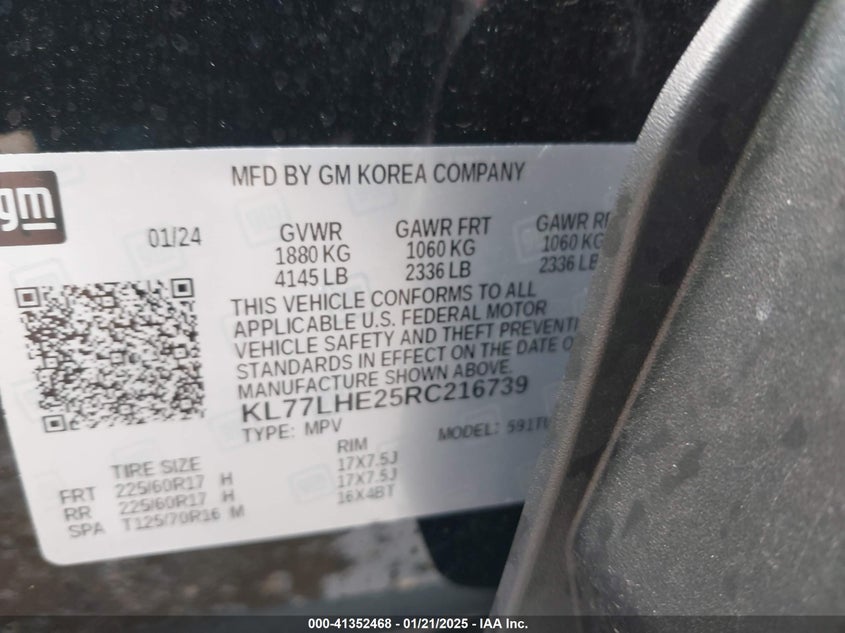 MFD BY GM KOREA COMPANY
gm
01/24
GVWR GAWR FRT GAWR
1880 KG 1060 KG 1060 KG
4145 LB 2336 LB 2336 LB
THIS VEHICLE CONFORMS TO ALL
APPLICABLE U.S. FEDERAL MOTOR
VEHICLE SAFETY AND THEFT PREVENTI
STANDARDS IN EFFECT ON THE DATE O
MANUFACTURE SHOWN ABOVE.
KL77LHE25RC216739
TYPE: MPV MODEL: 591TU
TIRE SIZE RIM
FRT 225/60R17 H 17X7.5J
RR 225/60R17 H 17X7.5J
SPA T125/70R16 M 16X4BT
000-41352468 — 01/21/2025 — IAA Inc.